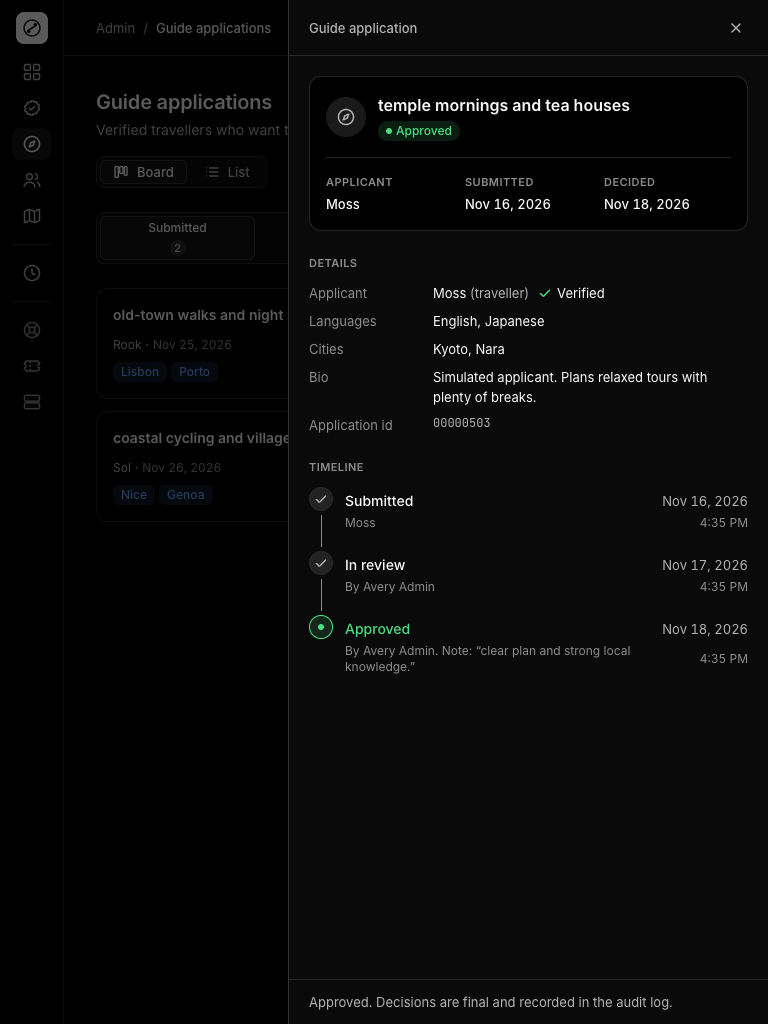 Admin / Guide applications
Guide applications
Verified travellers who want t
Board
List
Submitted
2
old-town walks and night
Rook · Nov 25, 2026
Lisbon
Porto
coastal cycling and village
Sol · Nov 26, 2026
Nice
Genoa
Guide application
temple mornings and tea houses
Approved
APPLICANT
SUBMITTED
DECIDED
Moss
Nov 16, 2026
Nov 18, 2026
DETAILS
Applicant
Moss (traveller) Verified
Languages
English, Japanese
Cities
Kyoto, Nara
Bio
Simulated applicant. Plans relaxed tours with
plenty of breaks.
Application id
00000503
TIMELINE
Submitted
Nov 16, 2026
Moss
4:35 PM
In review
Nov 17, 2026
By Avery Admin
4:35 PM
Approved
Nov 18, 2026
By Avery Admin. Note: “clear plan and strong local
knowledge.”
4:35 PM
Approved. Decisions are final and recorded in the audit log.